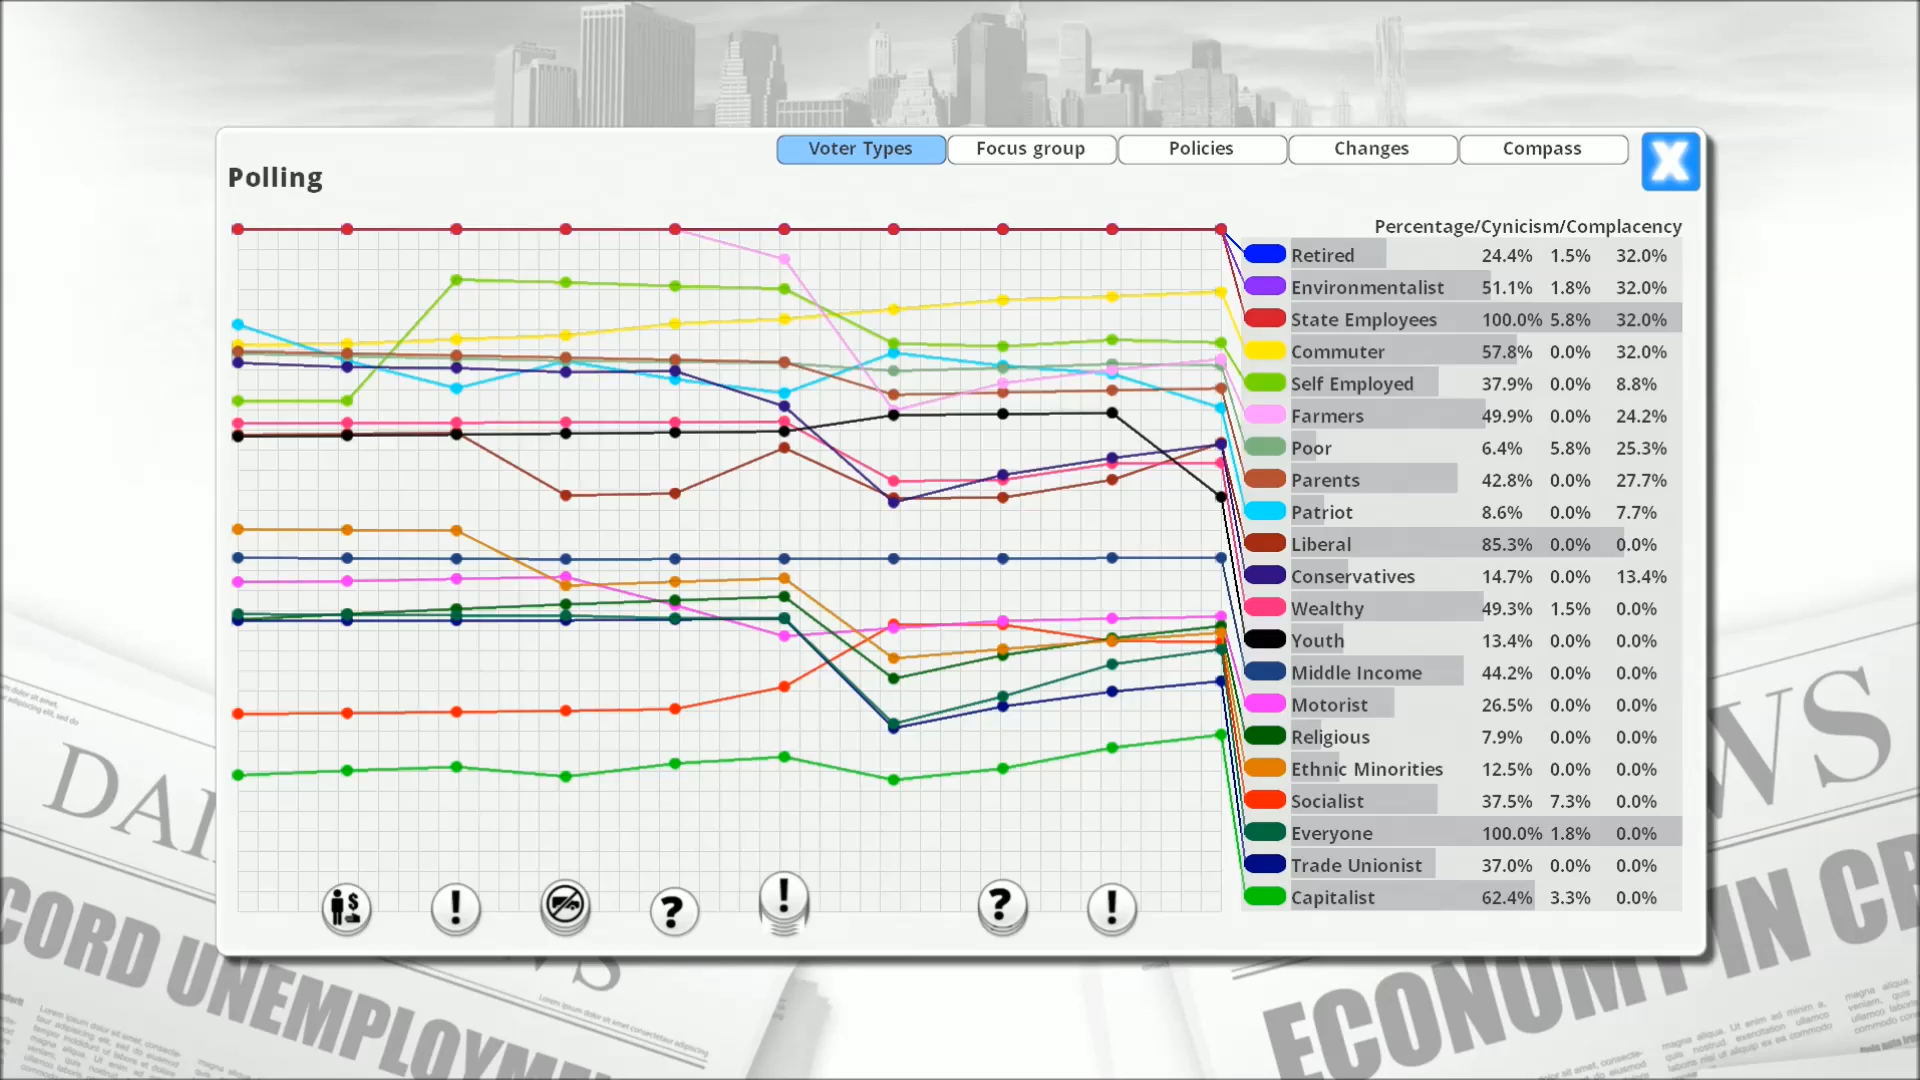 Voter Types
Focus group
Policies
Changes
Compass
X
Polling
Percentage/Cynicism/Complacency
Retired 24.4% 1.5% 32.0%
Environmentalist 51.1% 1.8% 32.0%
State Employees 100.0% 5.8% 32.0%
Commuter 57.8% 0.0% 32.0%
Self Employed 37.9% 0.0% 8.8%
Farmers 49.9% 0.0% 24.2%
Poor 6.4% 5.8% 25.3%
Parents 42.8% 0.0% 27.7%
Patriot 8.6% 0.0% 7.7%
Liberal 85.3% 0.0% 0.0%
Conservatives 14.7% 0.0% 13.4%
Wealthy 49.3% 1.5% 0.0%
Youth 13.4% 0.0% 0.0%
Middle Income 44.2% 0.0% 0.0%
Motorist 26.5% 0.0% 0.0%
Religious 7.9% 0.0% 0.0%
Ethnic Minorities 12.5% 0.0% 0.0%
Socialist 37.5% 7.3% 0.0%
Everyone 100.0% 1.8% 0.0%
Trade Unionist 37.0% 0.0% 0.0%
Capitalist 62.4% 3.3% 0.0%
$ ! ? ! ? !
DAI
WS
CORD UNEMPLOYME
ECONOMY IN CR